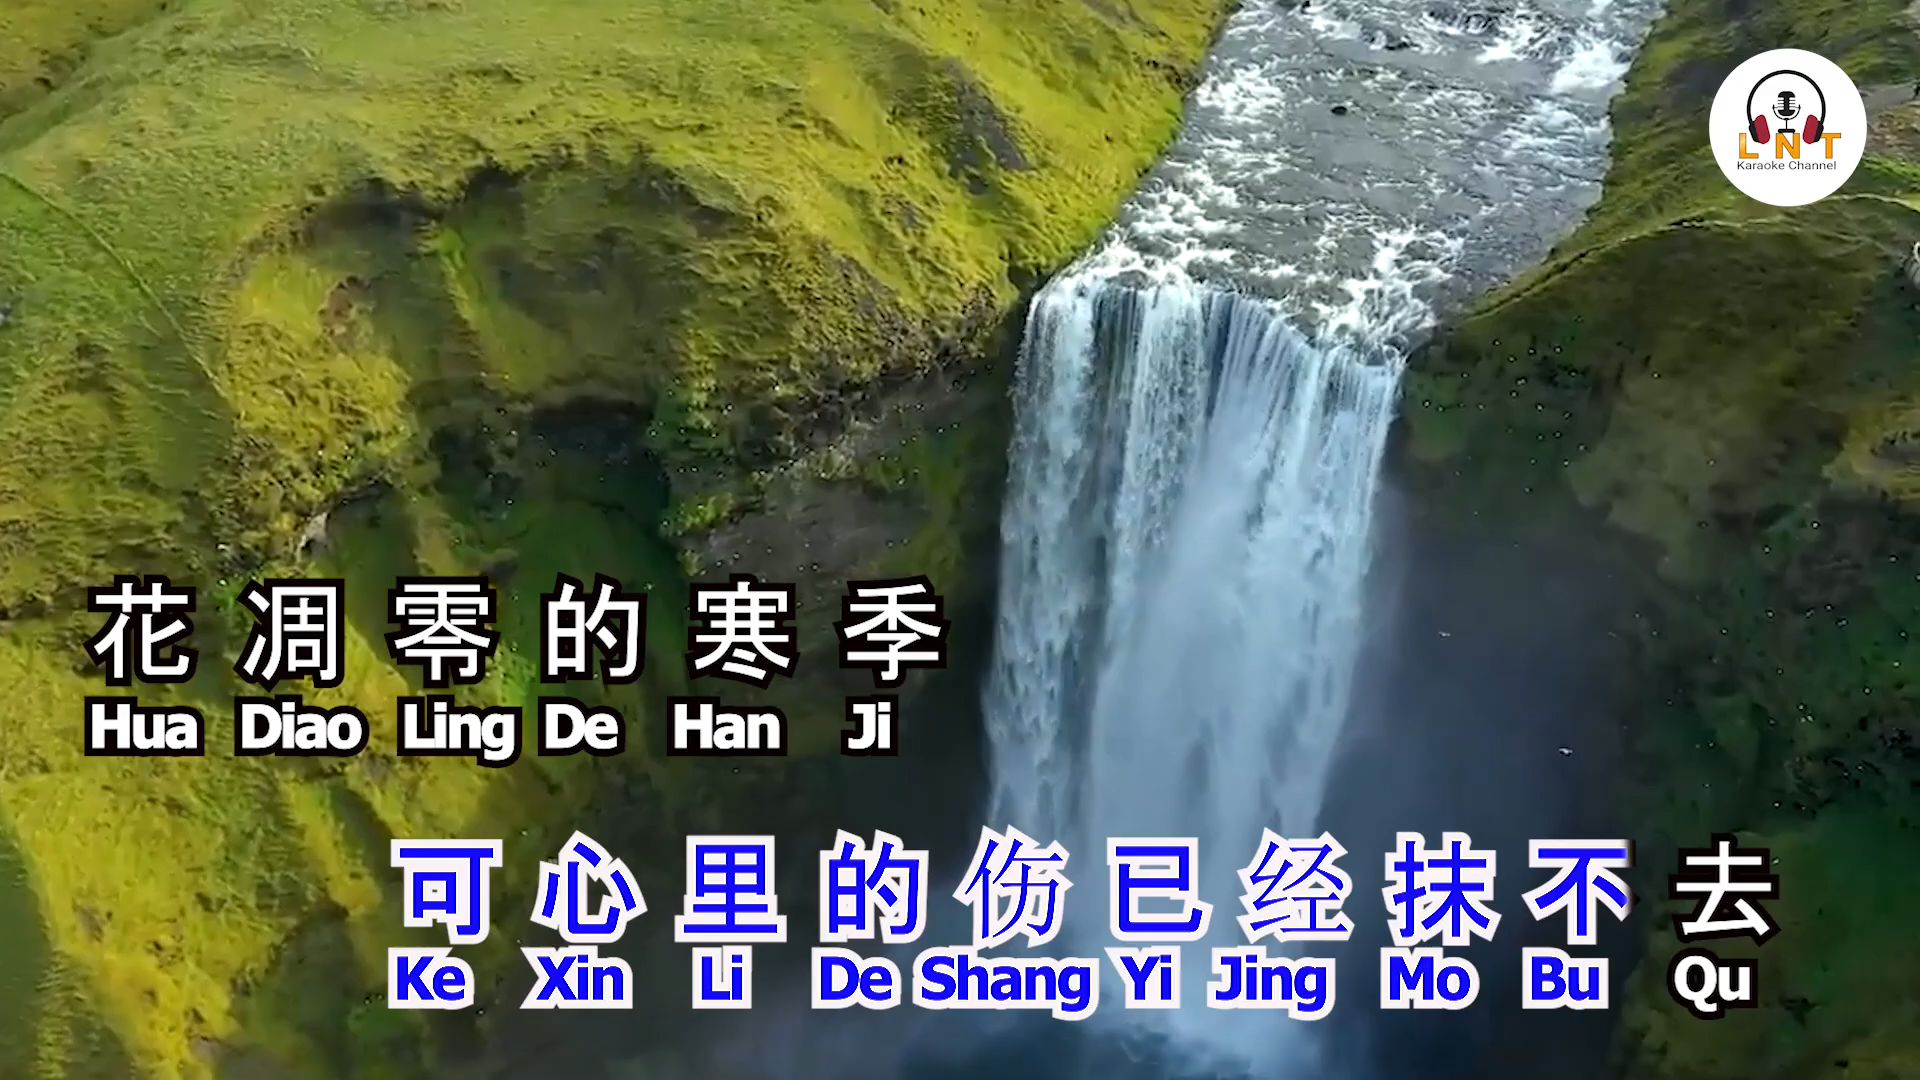 L N T
Karaoke Channel
花 凋 零 的 寒 季
Hua Diao Ling De Han Ji
可 心 里 的 伤 已 经 抹 不 去
Ke Xin Li De Shang Yi Jing Mo Bu Qu